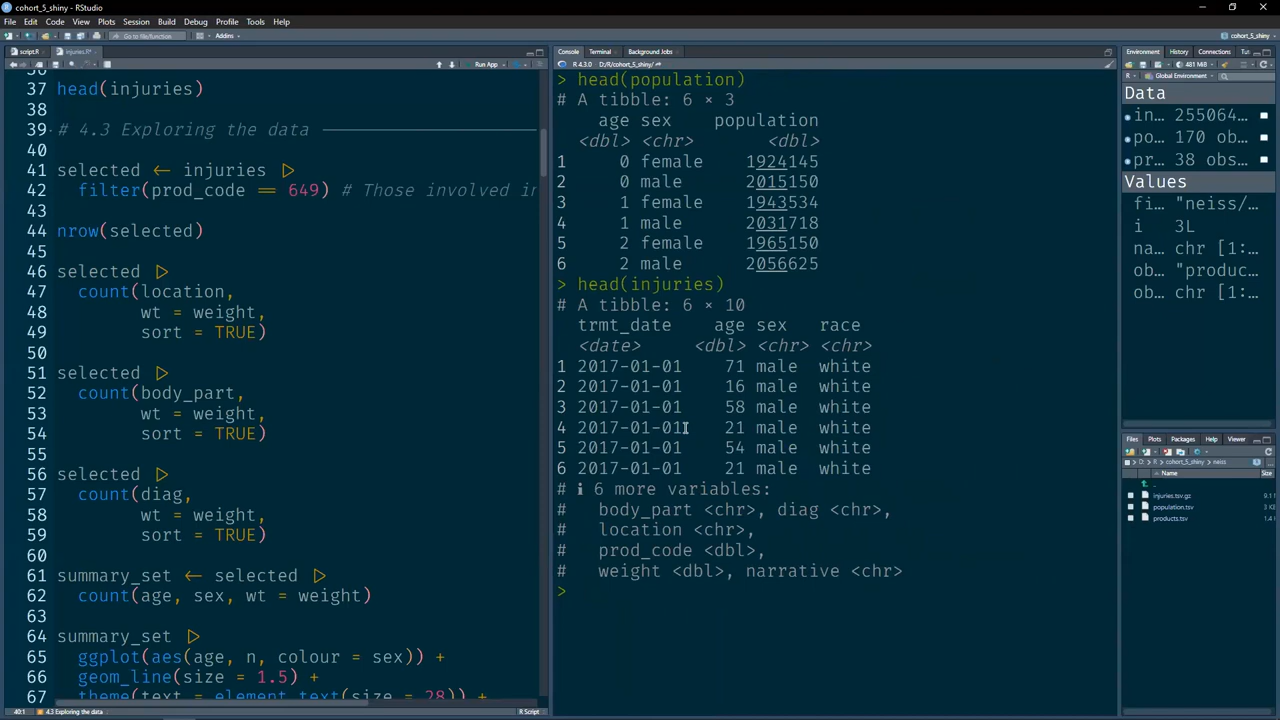 cohort_5_shiny - RStudio
File Edit Code View Plots Session Build Debug Profile Tools Help
Go to file/function Addins cohort_5_shiny
script.R injuries.R*
Run App
37 head(injuries)
38
39 # 4.3 Exploring the data
40
41 selected ← injuries ▷
42 filter(prod_code == 649) # Those involved in
43
44 nrow(selected)
45
46 selected ▷
47 count(location,
48 wt = weight,
49 sort = TRUE)
50
51 selected ▷
52 count(body_part,
53 wt = weight,
54 sort = TRUE)
55
56 selected ▷
57 count(diag,
58 wt = weight,
59 sort = TRUE)
60
61 summary_set ← selected ▷
62 count(age, sex, wt = weight)
63
64 summary_set ▷
65 ggplot(aes(age, n, colour = sex)) +
66 geom_line(size = 1.5) +
67 theme(text = element_text(size = 28)) +
40:1 4.3 Exploring the data R Script
Console Terminal Background Jobs
R 4.3.0 · D:/R/cohort_5_shiny/
> head(population)
# A tibble: 6 × 3
age sex population
<dbl> <chr> <dbl>
1 0 female 1924145
2 0 male 2015150
3 1 female 1943534
4 1 male 2031718
5 2 female 1965150
6 2 male 2056625
> head(injuries)
# A tibble: 6 × 10
trmt_date age sex race
<date> <dbl> <chr> <chr>
1 2017-01-01 71 male white
2 2017-01-01 16 male white
3 2017-01-01 58 male white
4 2017-01-01 21 male white
5 2017-01-01 54 male white
6 2017-01-01 21 male white
# ℹ 6 more variables:
# body_part <chr>, diag <chr>,
# location <chr>,
# prod_code <dbl>,
# weight <dbl>, narrative <chr>
>
Environment History Connections Tut
481 MiB
R Global Environment
Data
in… 255064…
po… 170 ob…
pr… 38 obs…
Values
fi… "neiss/…
i 3L
na… chr [1:…
ob… "produc…
ob… chr [1:…
Files Plots Packages Help Viewer
D: R cohort_5_shiny neiss
Name Size
..
injuries.tsv.gz 9.1
population.tsv 3 K
products.tsv